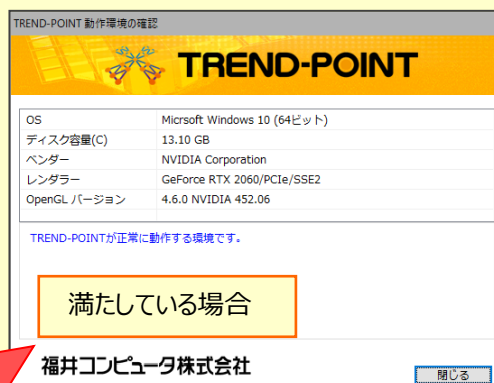 TREND-POINT 動作環境の確認
TREND-POINT
OS Micrsoft Windows 10 (64ビット)
ディスク容量(C) 13.10 GB
ベンダー NVIDIA Corporation
レンダラー GeForce RTX 2060/PCIe/SSE2
OpenGL バージョン 4.6.0 NVIDIA 452.06
TREND-POINTが正常に動作する環境です。
満たしている場合
福井コンピュータ株式会社
閉じる